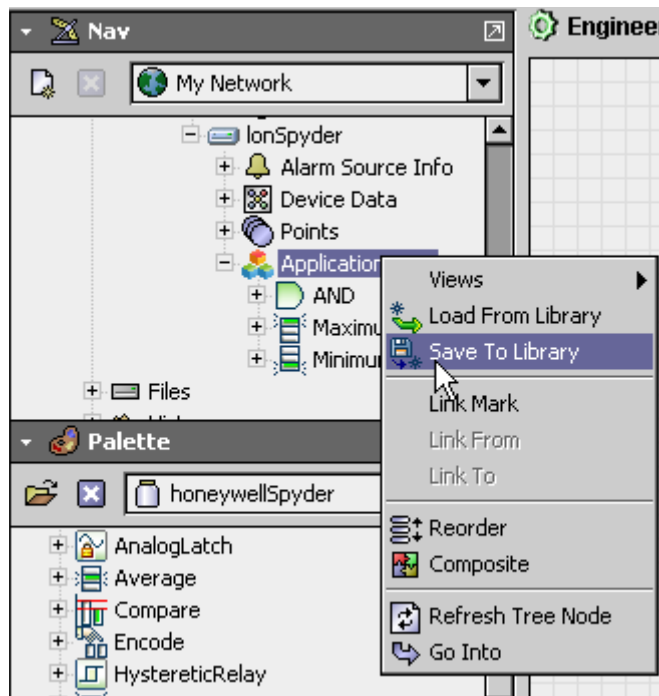 Nav
Enginee
My Network
lonSpyder
Alarm Source Info
Device Data
Points
Application
AND
Maximu
Minimu
Files
Views
Load From Library
Save To Library
Link Mark
Link From
Link To
Reorder
Composite
Refresh Tree Node
Go Into
Palette
honeywellSpyder
AnalogLatch
Average
Compare
Encode
HystereticRelay